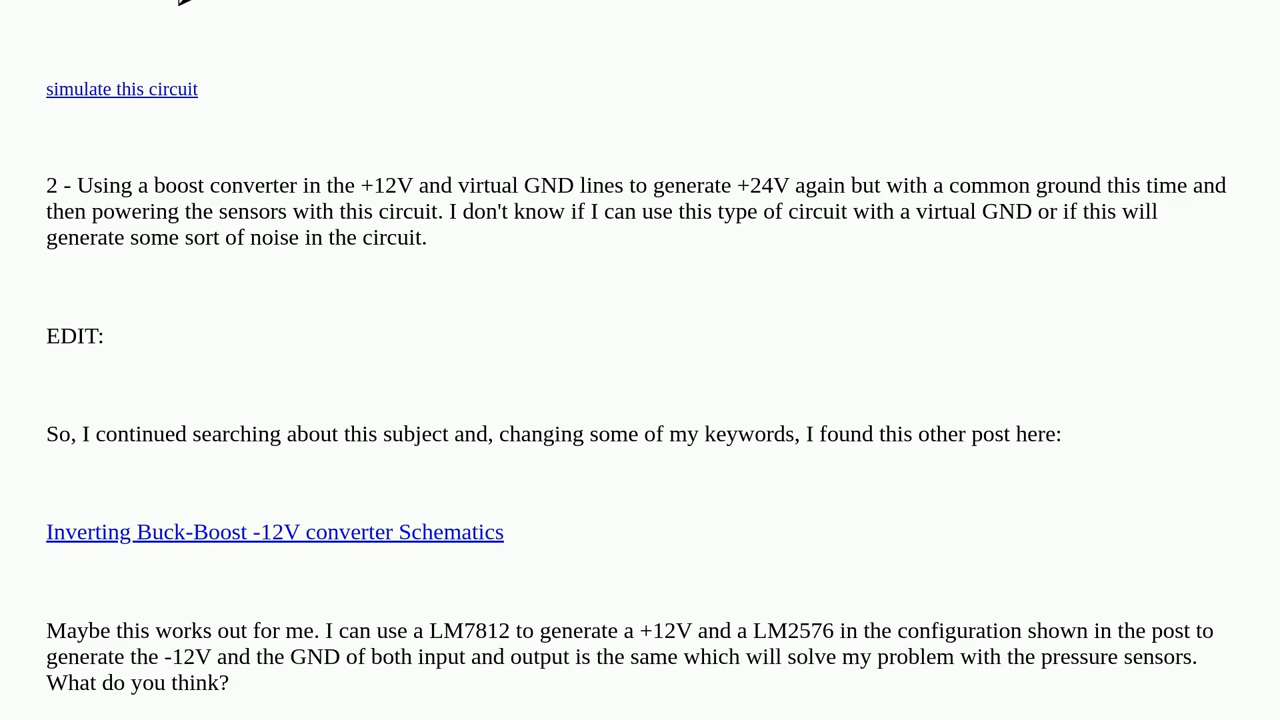 simulate this circuit
2 - Using a boost converter in the +12V and virtual GND lines to generate +24V again but with a common ground this time and
then powering the sensors with this circuit. I don't know if I can use this type of circuit with a virtual GND or if this will
generate some sort of noise in the circuit.
EDIT:
So, I continued searching about this subject and, changing some of my keywords, I found this other post here:
Inverting Buck-Boost -12V converter Schematics
Maybe this works out for me. I can use a LM7812 to generate a +12V and a LM2576 in the configuration shown in the post to
generate the -12V and the GND of both input and output is the same which will solve my problem with the pressure sensors.
What do you think?